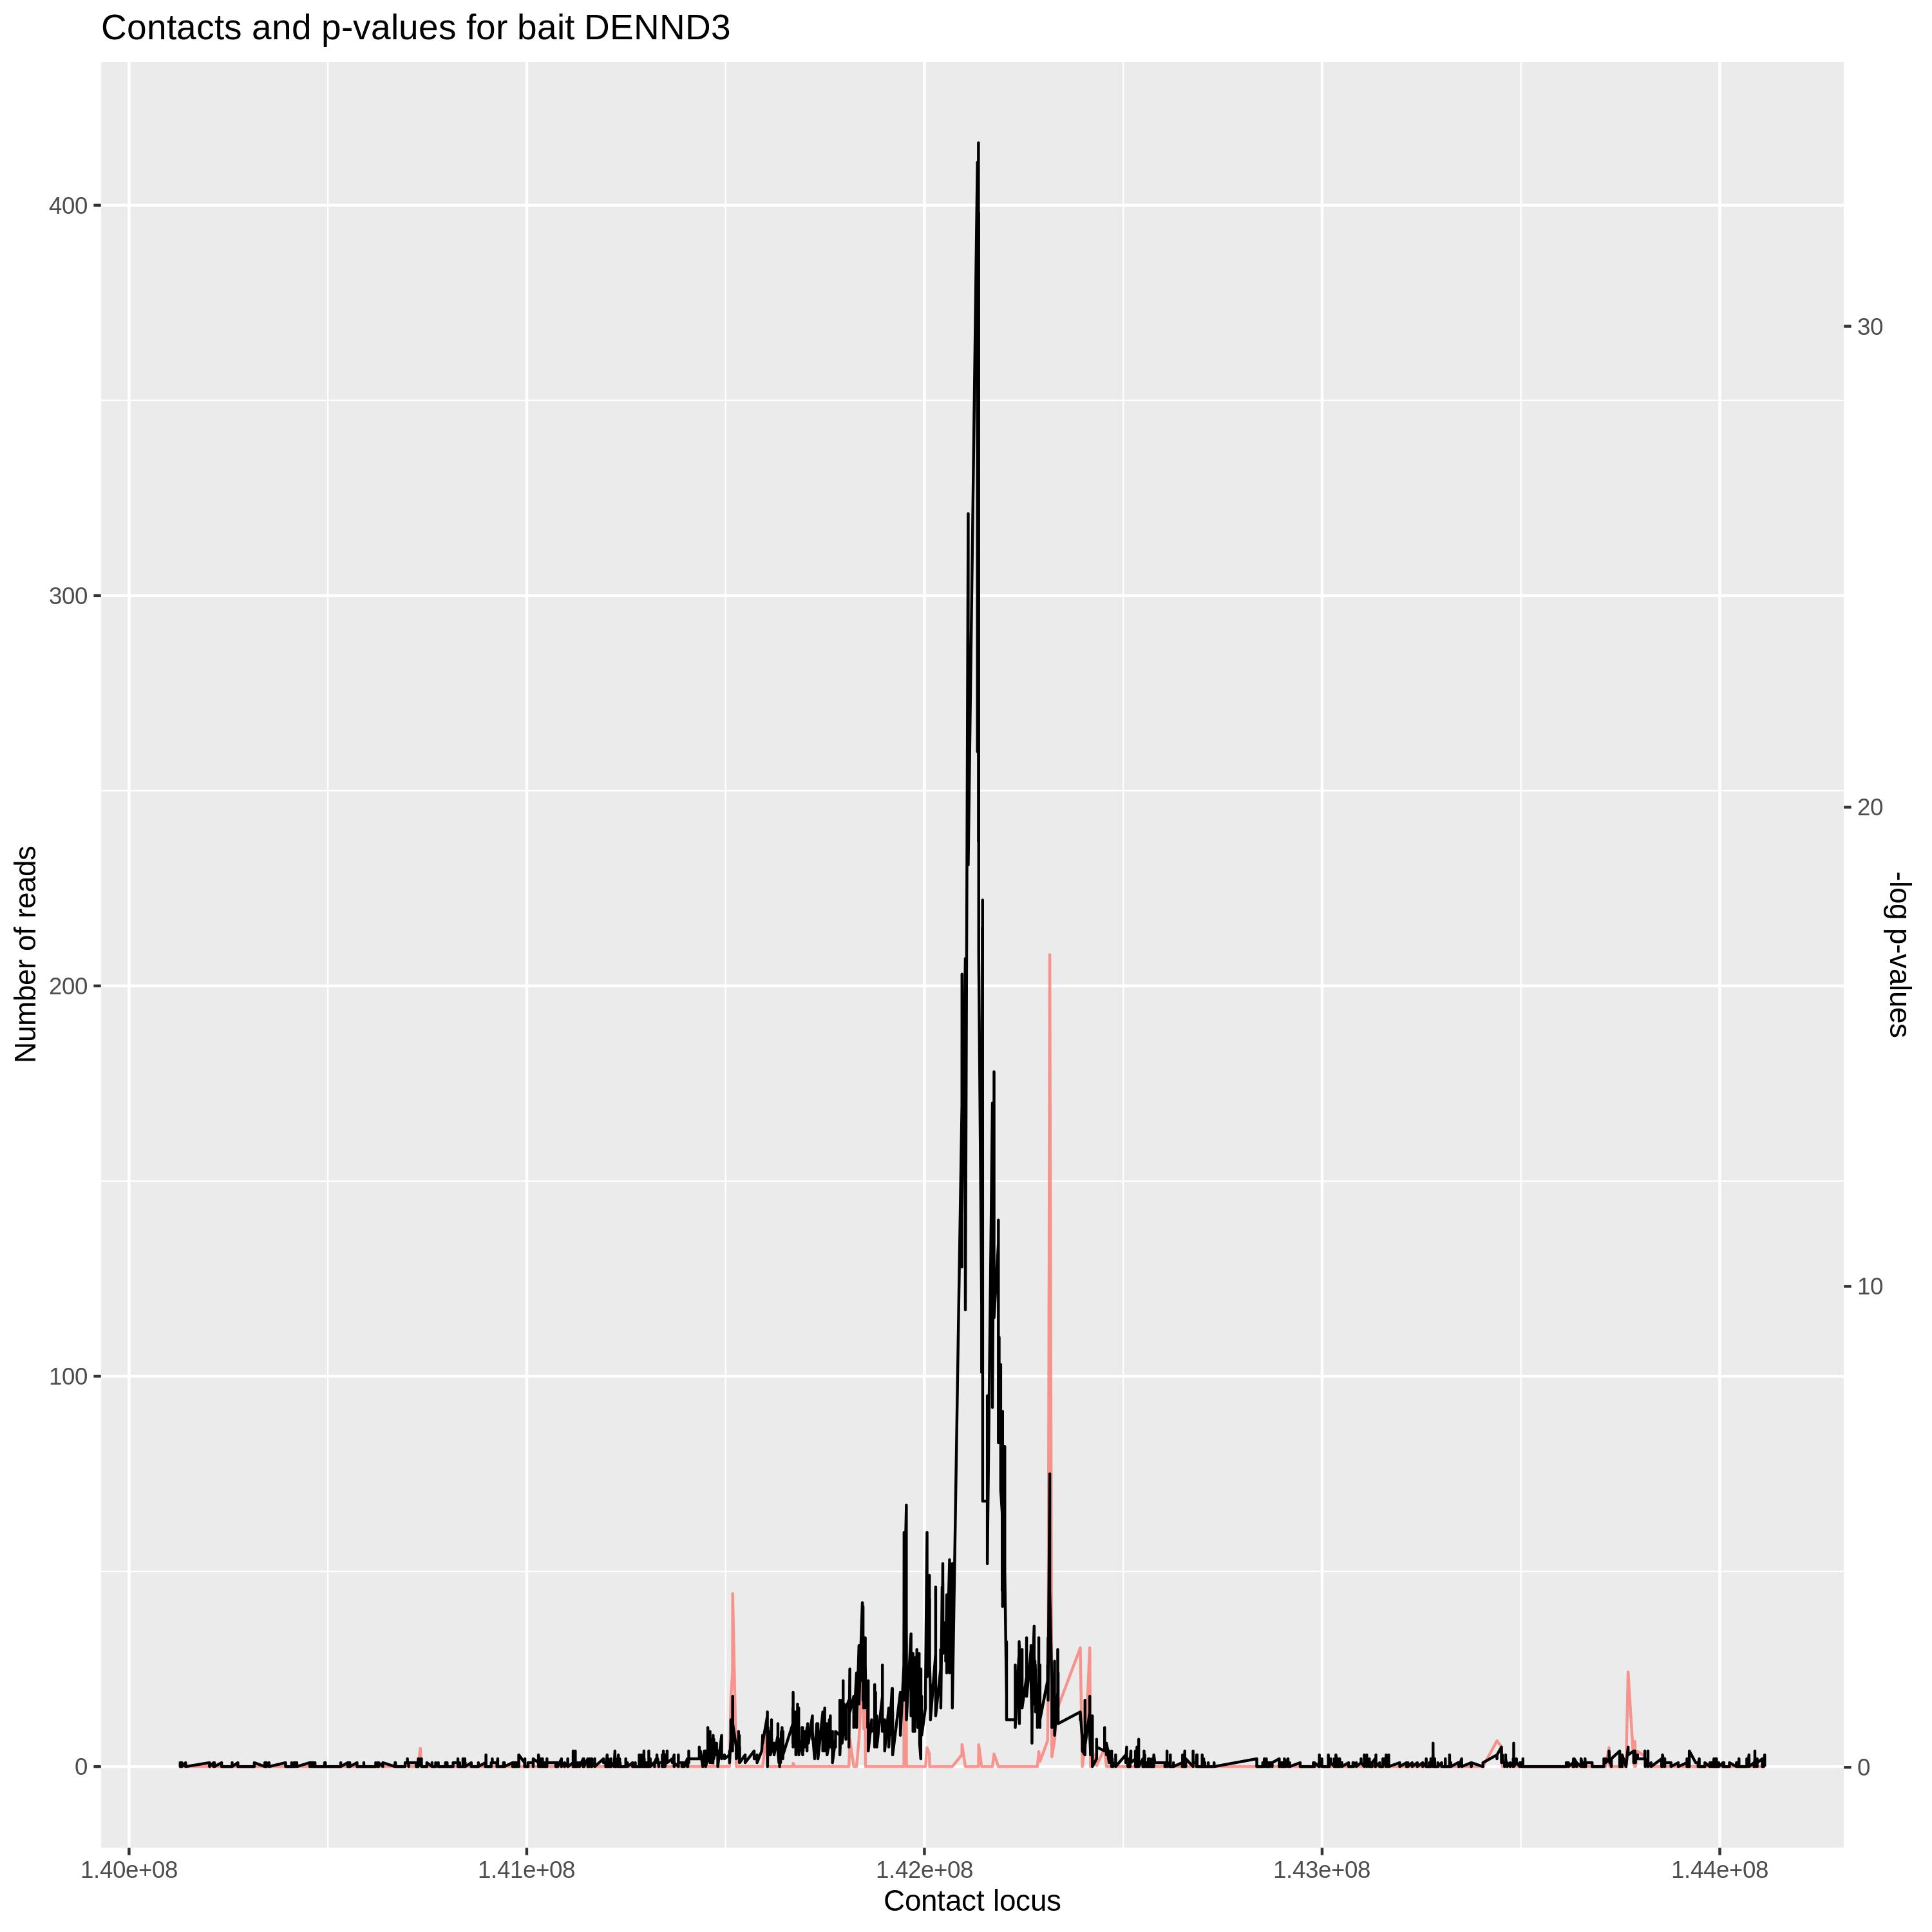 Contacts and p-values for bait DENND3
400
300
200
100
0
Number of reads
30
20
10
0
-log p-values
1.40e+08
1.41e+08
1.42e+08
1.43e+08
1.44e+08
Contact locus